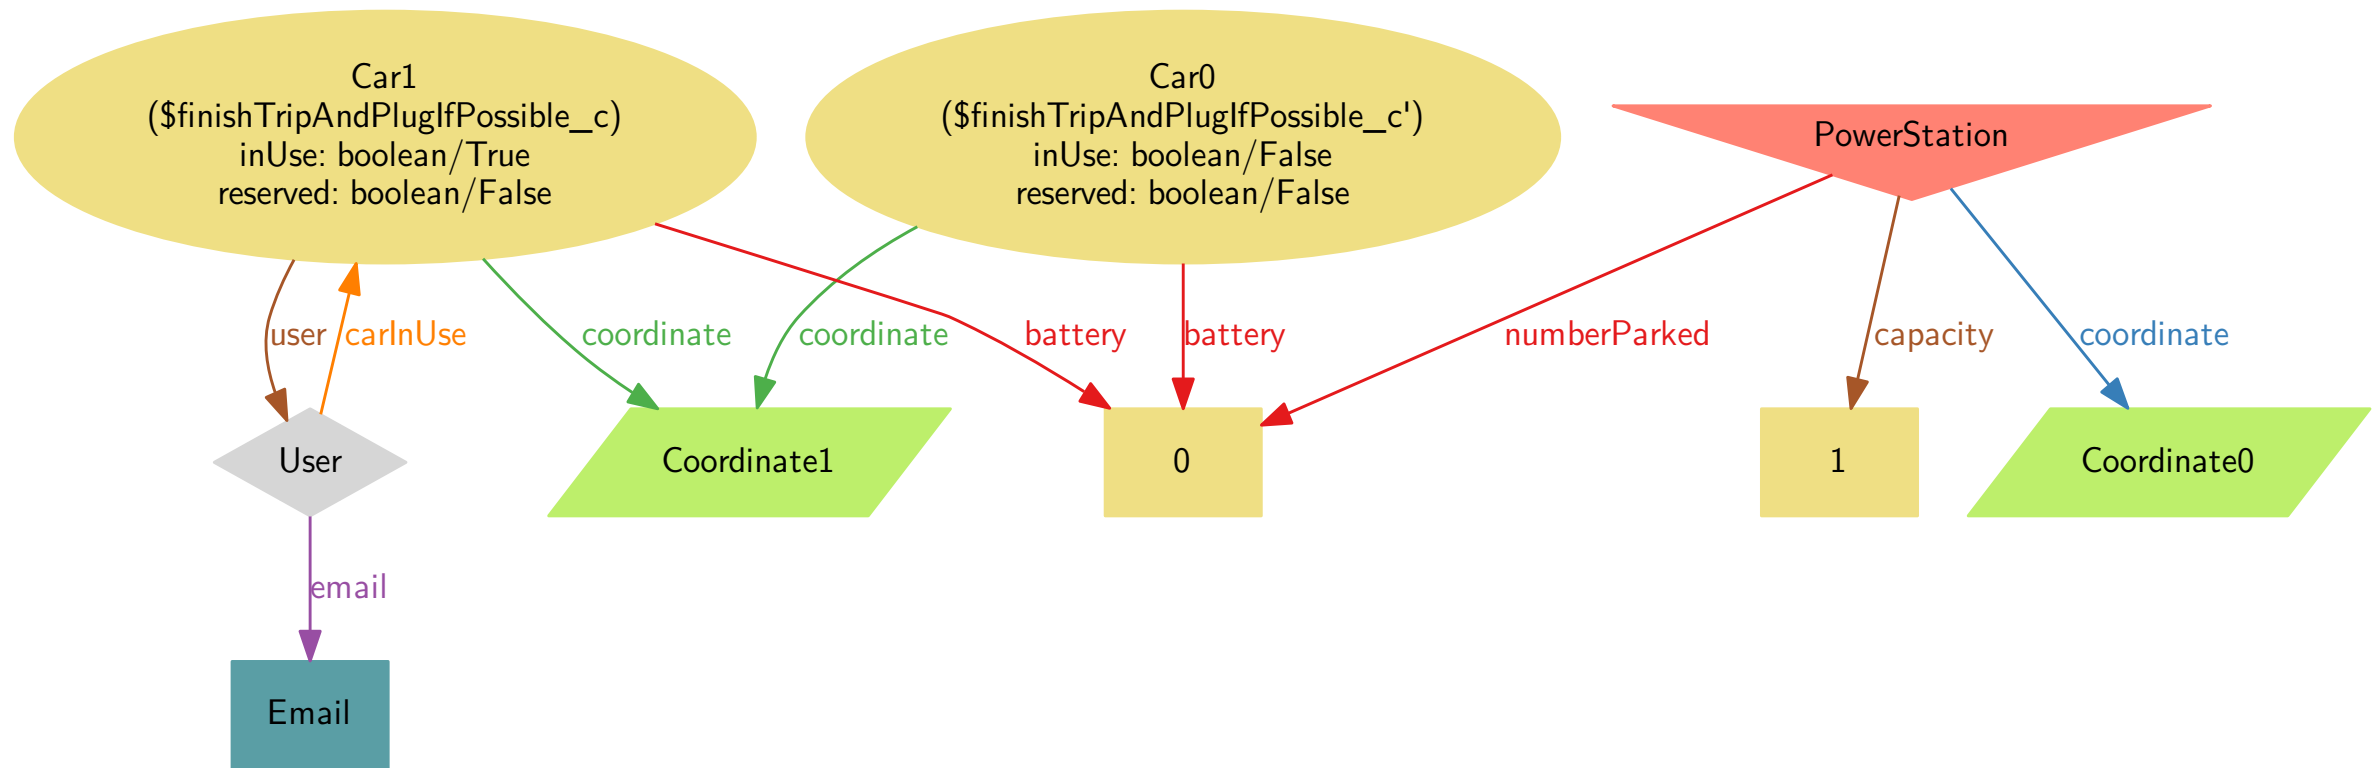 Car1
($finishTripAndPlugIfPossible_c)
inUse: boolean/True
reserved: boolean/False
Car0
($finishTripAndPlugIfPossible_c')
inUse: boolean/False
reserved: boolean/False
PowerStation
user
carInUse
coordinate
coordinate
battery
battery
numberParked
capacity
coordinate
User
Coordinate1
0
1
Coordinate0
email
Email